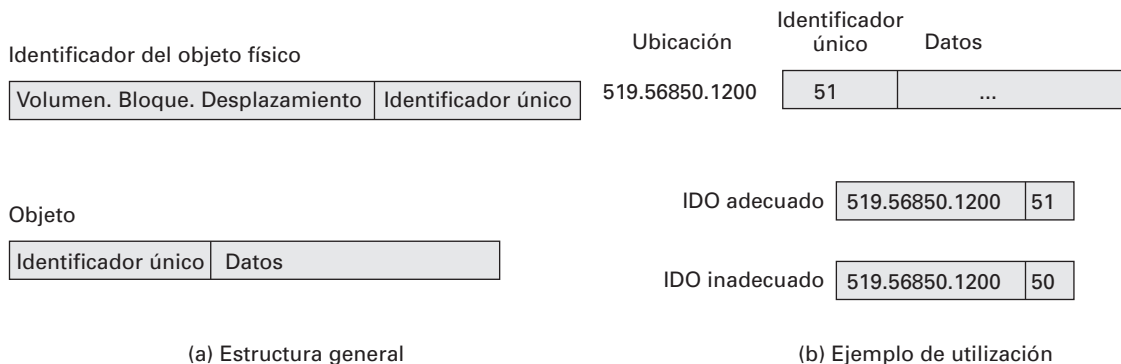 Identificador del objeto físico
Volumen. Bloque. Desplazamiento Identificador único
Objeto
Identificador único Datos
(a) Estructura general
Ubicación
Identificador
único
Datos
519.56850.1200 51 ...
IDO adecuado 519.56850.1200 51
IDO inadecuado 519.56850.1200 50
(b) Ejemplo de utilización